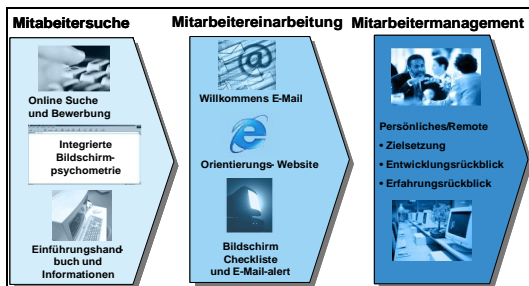 Mitabeitersuche
Online Suche
und Bewerbung
Integrierte
Bildschirm-
psychometrie
Einführungshand-
buch und
Informationen
Mitarbeitereinarbeitung
Willkommens E-Mail
Orientierungs- Website
Bildschirm
Checkliste
und E-Mail-alert
Mitarbeitermanagement
Persönliches/Remote
• Zielsetzung
• Entwicklungsrückblick
• Erfahrungsrückblick